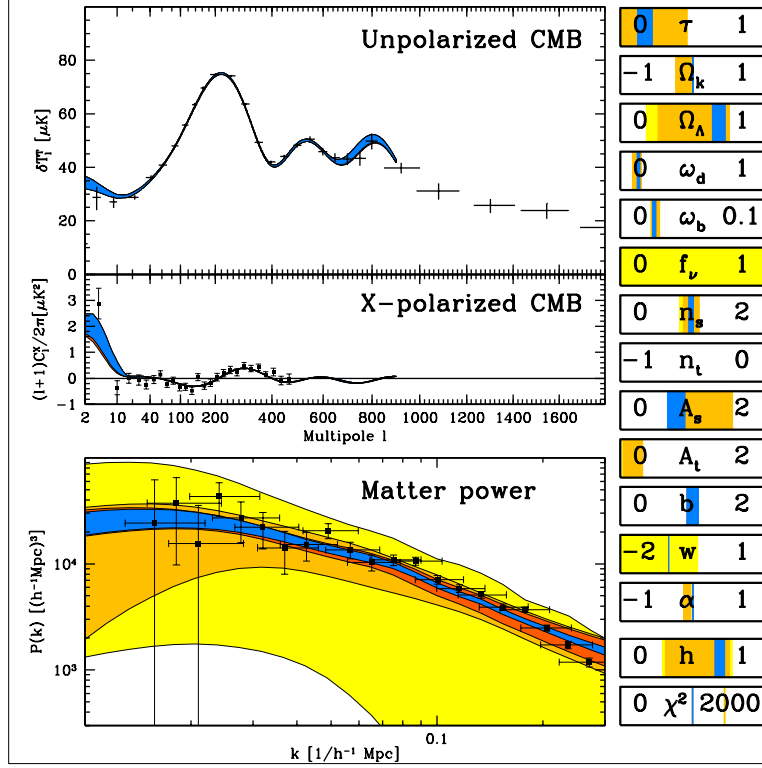 Unpolarized CMB
δT_l^T [μK]
80
60
40
20
0
X-polarized CMB
(l+1)C_l^X/2π[μK²]
3
2
1
0
-1
2 10 40 100 200 400 600 800 1000 1200 1400 1600
Multipole l
Matter power
P(k) [(h⁻¹Mpc)³]
10⁴
10³
0.1
k [1/h⁻¹ Mpc]
0 τ 1
-1 Ω_k 1
0 Ω_Λ 1
0 ω_d 1
0 ω_b 0.1
0 f_ν 1
0 n_s 2
-1 n_t 0
0 A_s 2
0 A_t 2
0 b 2
-2 w 1
-1 α 1
0 h 1
0 χ² 2000